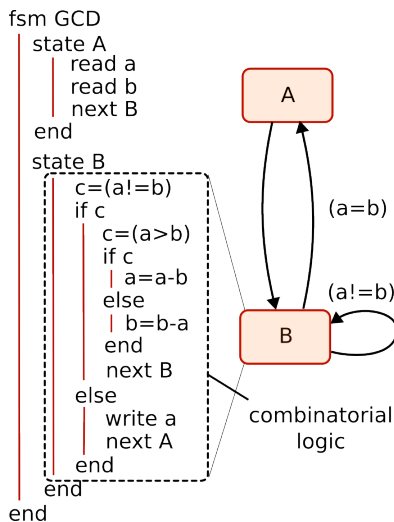 fsm GCD
state A
read a
read b
next B
end
state B
c=(a!=b)
if c
c=(a>b)
if c
a=a-b
else
b=b-a
end
next B
else
write a
next A
end
end
end
A
(a=b)
(a!=b)
B
combinatorial
logic